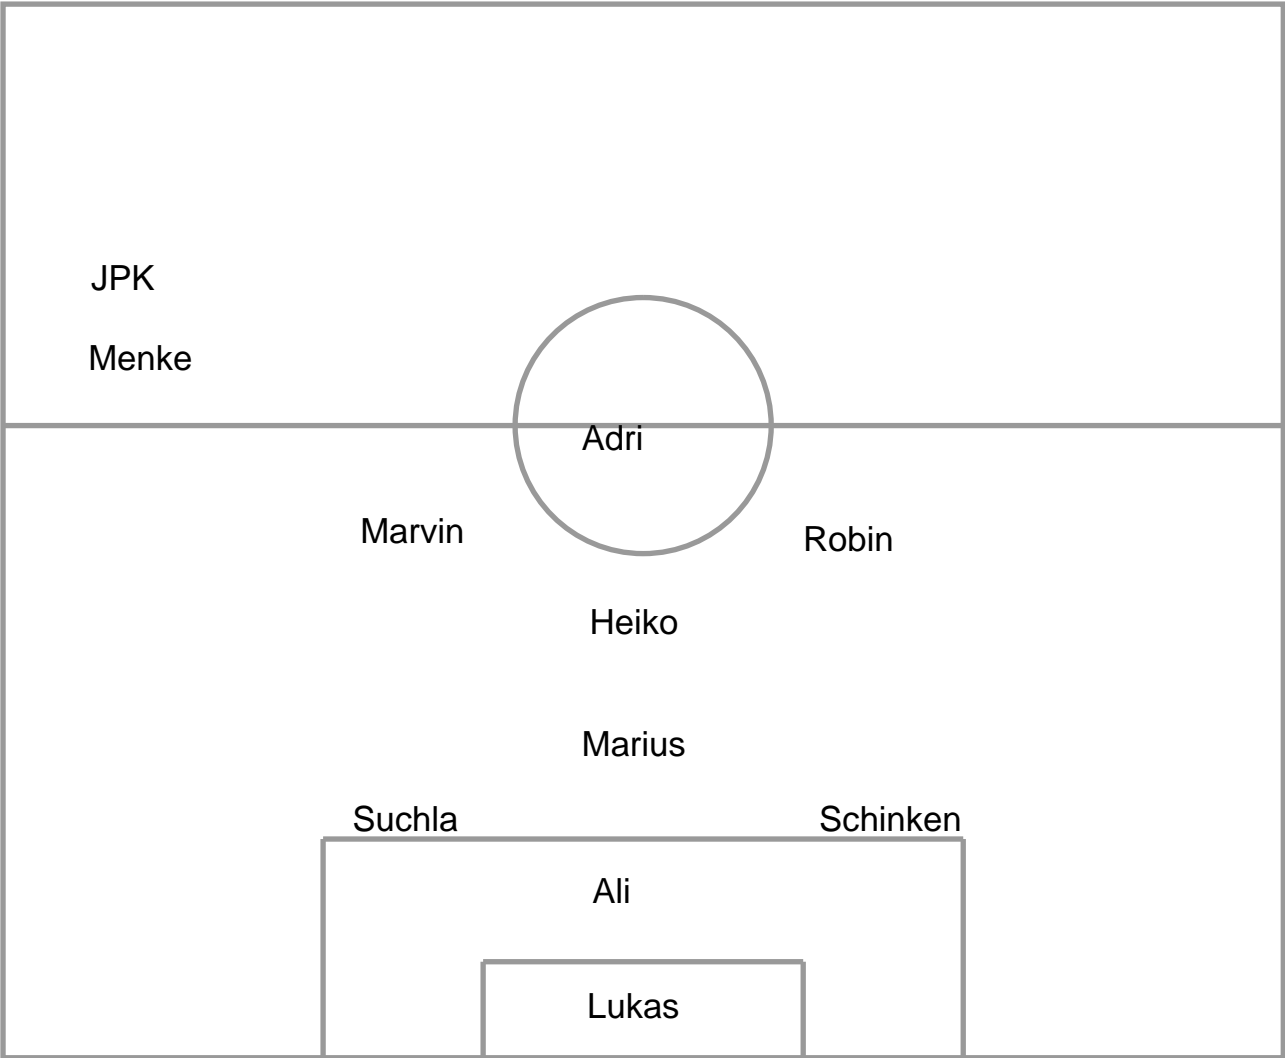 JPK
Menke
Adri
Marvin
Robin
Heiko
Marius
Suchla
Schinken
Ali
Lukas